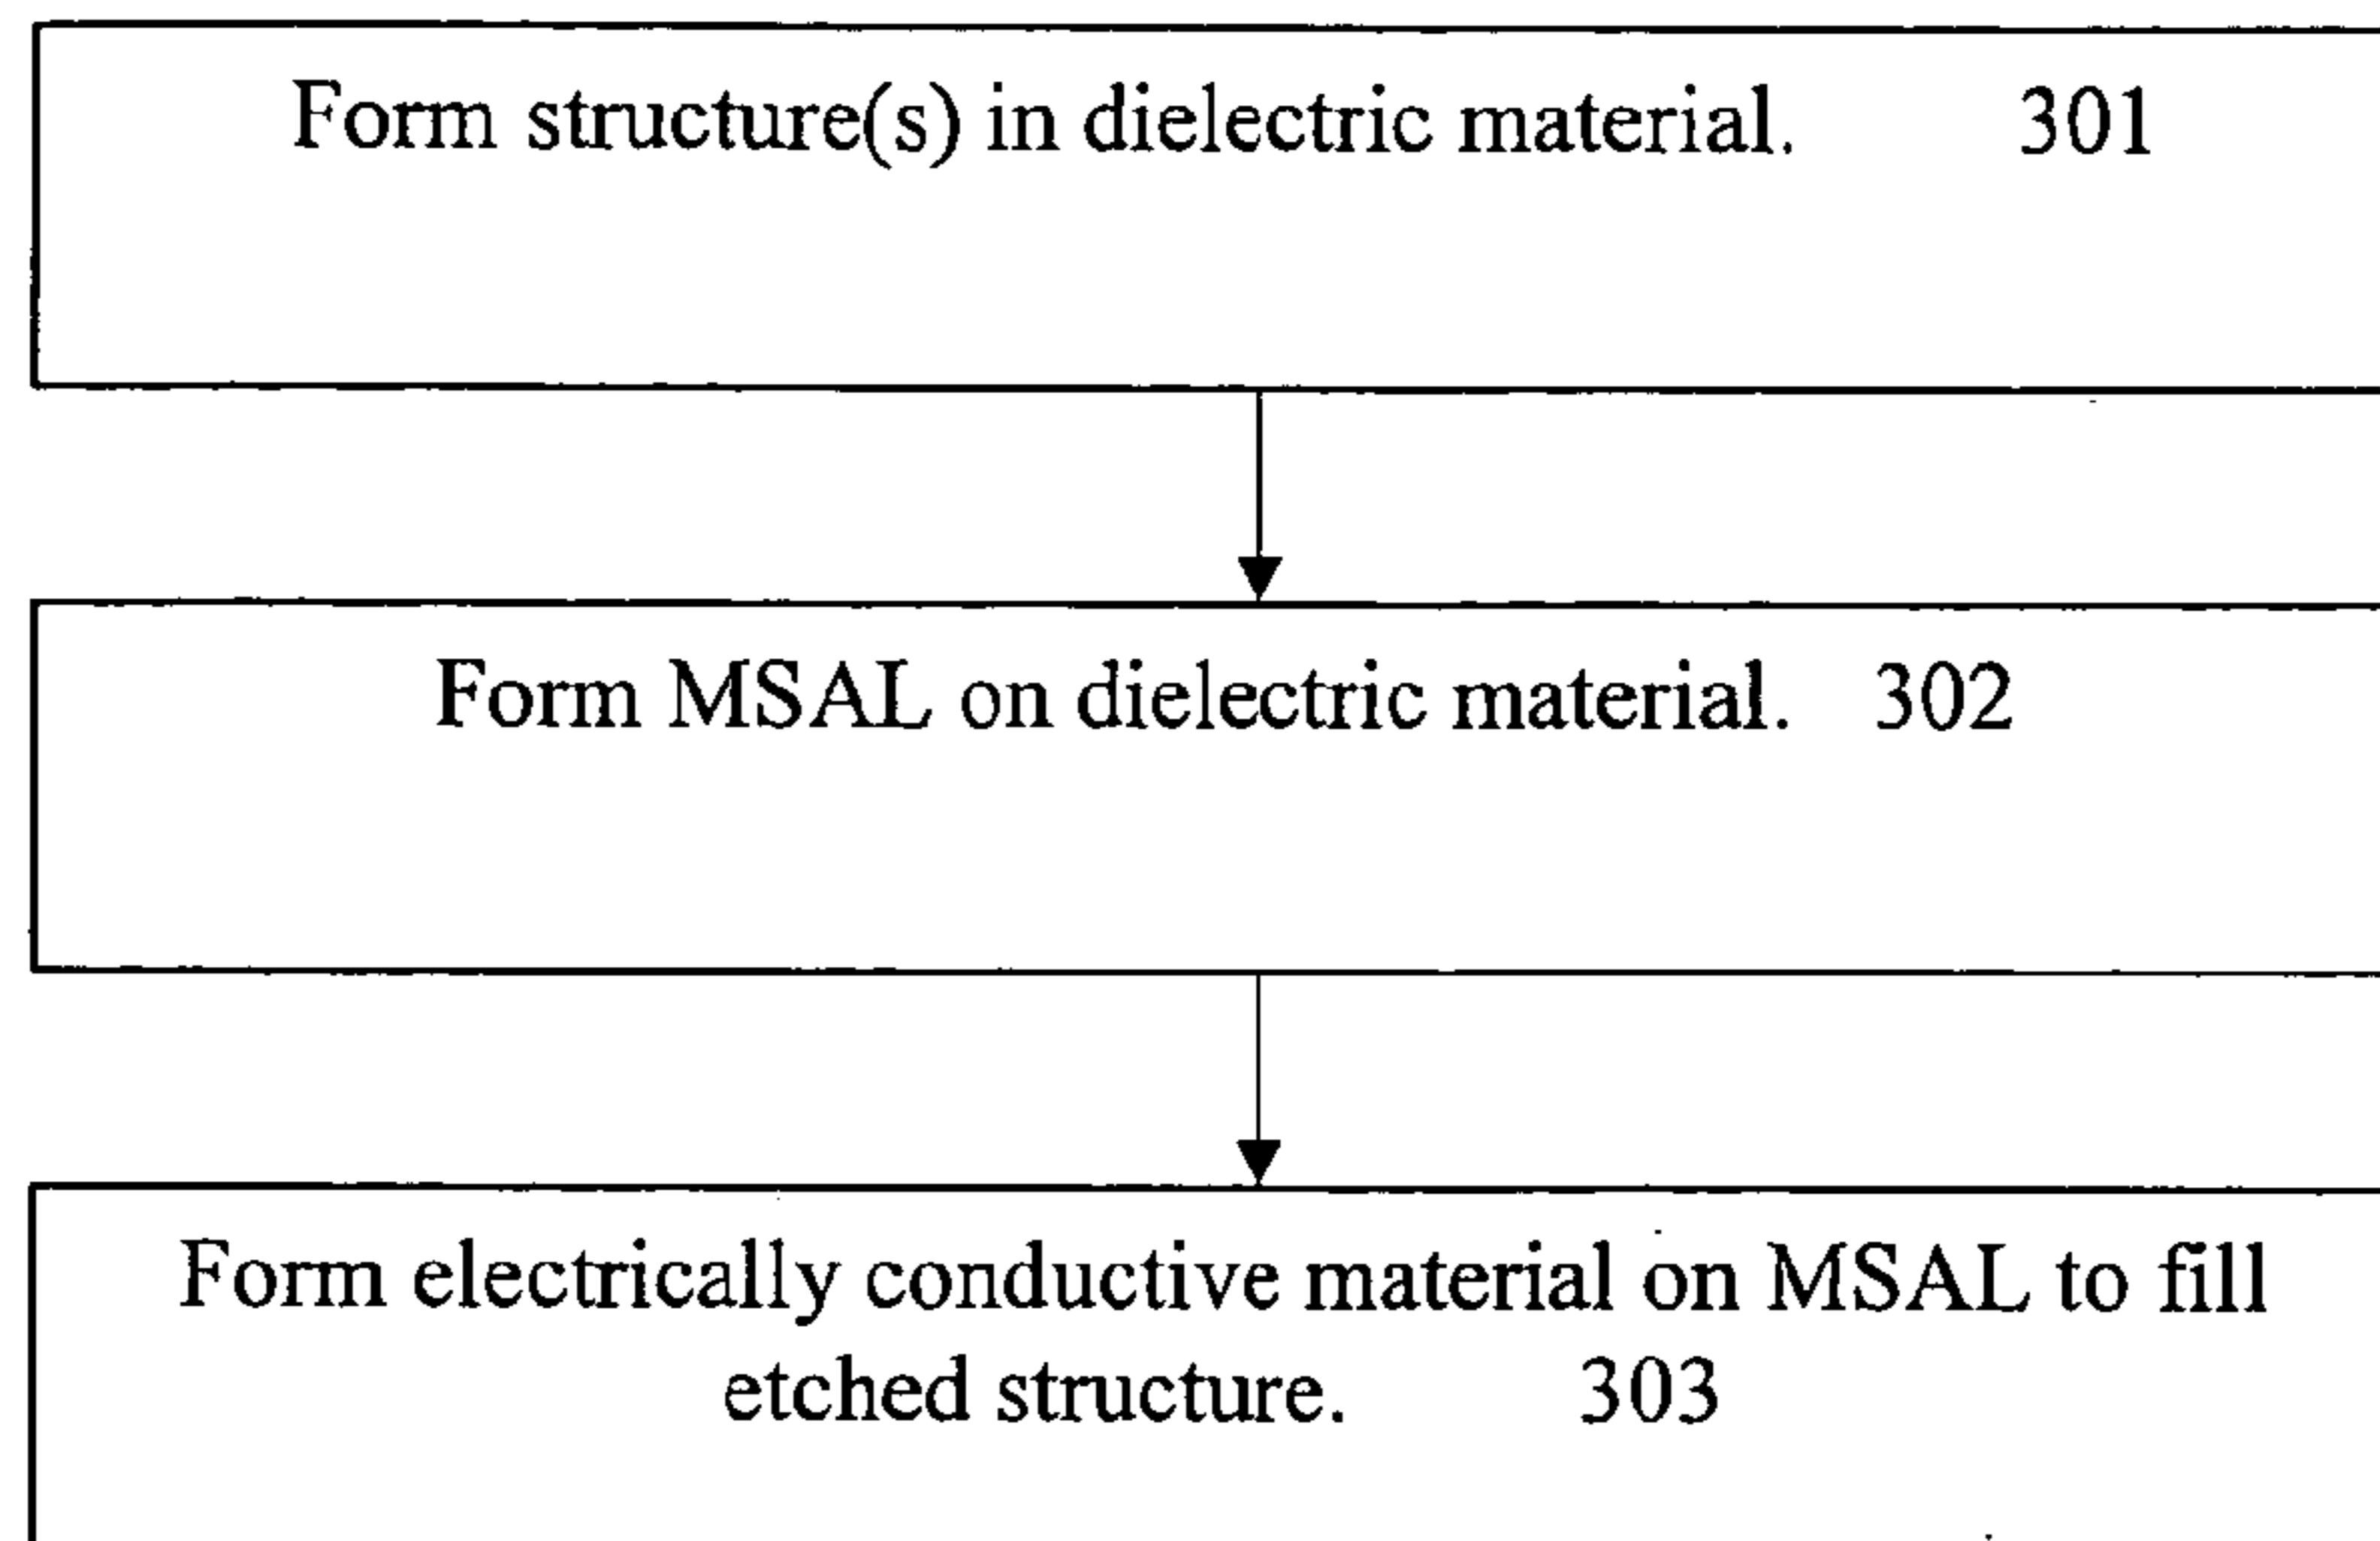 Form structure(s) in dielectric material. 301
Form MSAL on dielectric material. 302
Form electrically conductive material on MSAL to fill
etched structure. 303